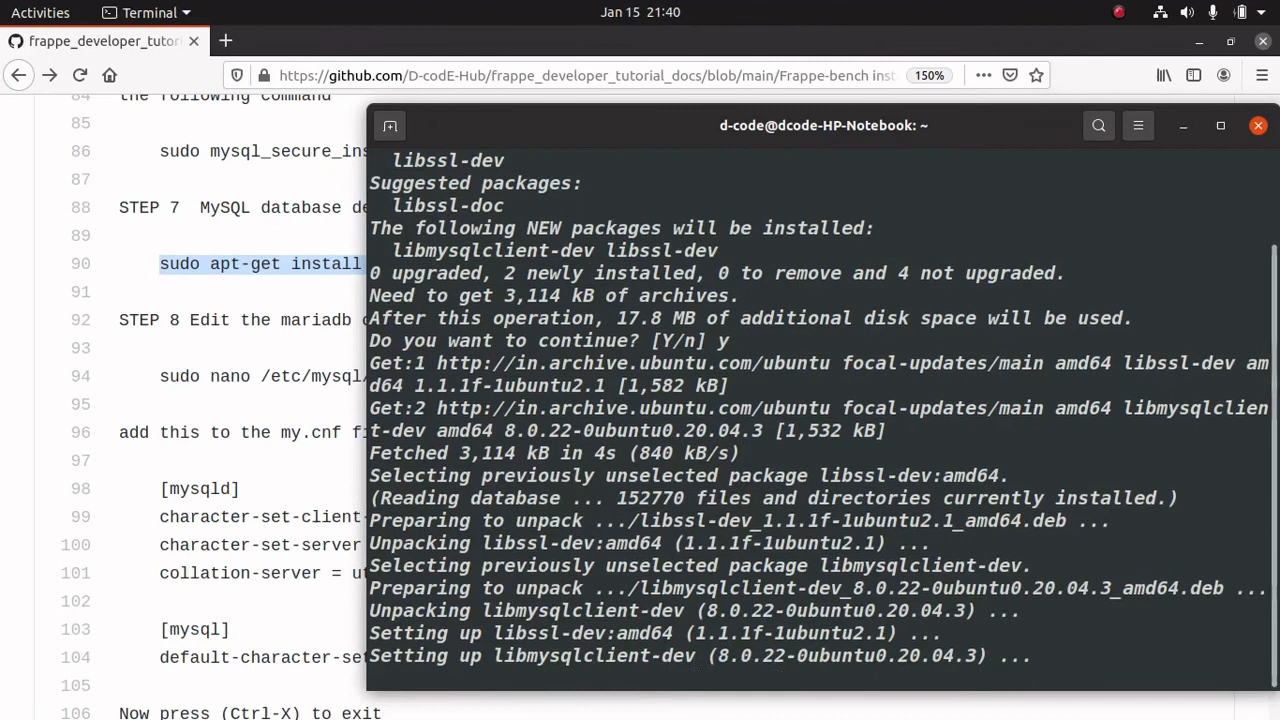 Activities
Terminal
Jan 15 21:40
frappe_developer_tutor
https://github.com/D-codE-Hub/frappe_developer_tutorial_docs/blob/main/Frappe-bench inst
150%
84 the following command
85
86 sudo mysql_secure_ins
87
88 STEP 7 MySQL database de
89
90 sudo apt-get install
91
92 STEP 8 Edit the mariadb
93
94 sudo nano /etc/mysql/
95
96 add this to the my.cnf fi
97
98 [mysqld]
99 character-set-client-
100 character-set-server
101 collation-server = ut
102
103 [mysql]
104 default-character-set
105
106 Now press (Ctrl-X) to exit
d-code@dcode-HP-Notebook: ~
libssl-dev
Suggested packages:
libssl-doc
The following NEW packages will be installed:
libmysqlclient-dev libssl-dev
0 upgraded, 2 newly installed, 0 to remove and 4 not upgraded.
Need to get 3,114 kB of archives.
After this operation, 17.8 MB of additional disk space will be used.
Do you want to continue? [Y/n] y
Get:1 http://in.archive.ubuntu.com/ubuntu focal-updates/main amd64 libssl-dev am
d64 1.1.1f-1ubuntu2.1 [1,582 kB]
Get:2 http://in.archive.ubuntu.com/ubuntu focal-updates/main amd64 libmysqlclien
t-dev amd64 8.0.22-0ubuntu0.20.04.3 [1,532 kB]
Fetched 3,114 kB in 4s (840 kB/s)
Selecting previously unselected package libssl-dev:amd64.
(Reading database ... 152770 files and directories currently installed.)
Preparing to unpack .../libssl-dev_1.1.1f-1ubuntu2.1_amd64.deb ...
Unpacking libssl-dev:amd64 (1.1.1f-1ubuntu2.1) ...
Selecting previously unselected package libmysqlclient-dev.
Preparing to unpack .../libmysqlclient-dev_8.0.22-0ubuntu0.20.04.3_amd64.deb ...
Unpacking libmysqlclient-dev (8.0.22-0ubuntu0.20.04.3) ...
Setting up libssl-dev:amd64 (1.1.1f-1ubuntu2.1) ...
Setting up libmysqlclient-dev (8.0.22-0ubuntu0.20.04.3) ...